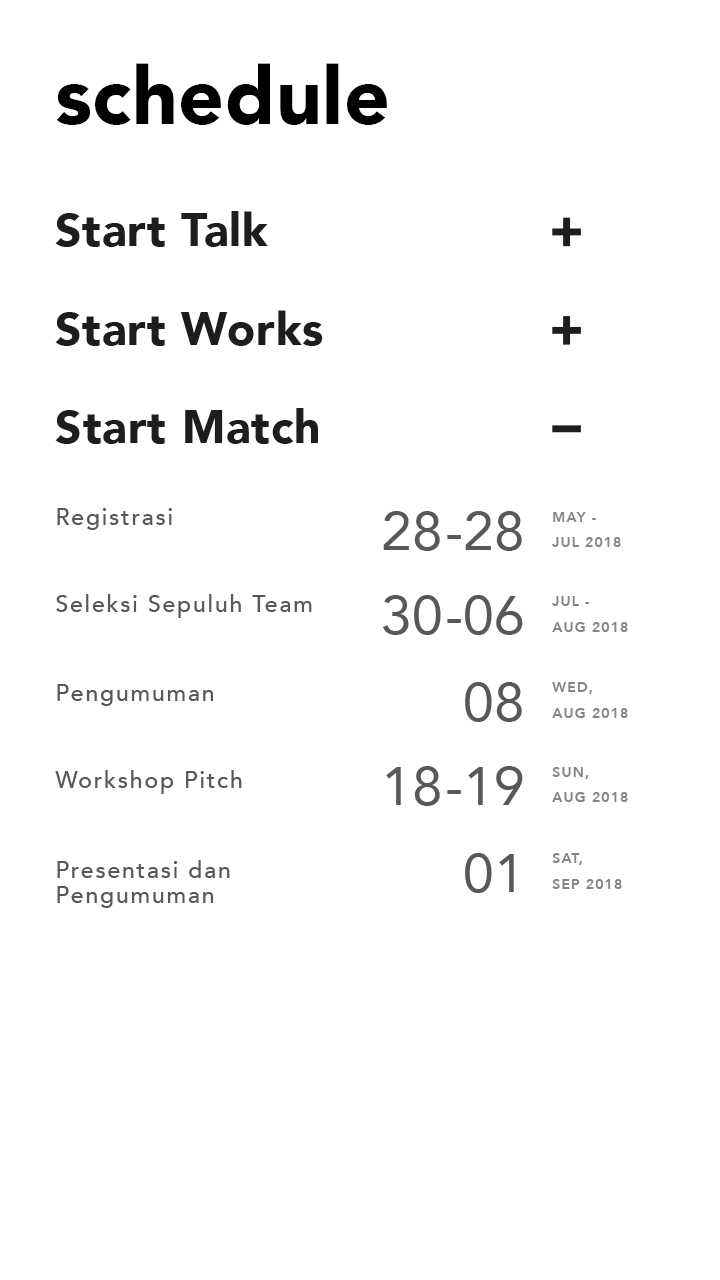 schedule
Start Talk +
Start Works +
Start Match −
Registrasi 28-28 MAY -
JUL 2018
Seleksi Sepuluh Team 30-06 JUL -
AUG 2018
Pengumuman 08 WED,
AUG 2018
Workshop Pitch 18-19 SUN,
AUG 2018
Presentasi dan
Pengumuman 01 SAT,
SEP 2018